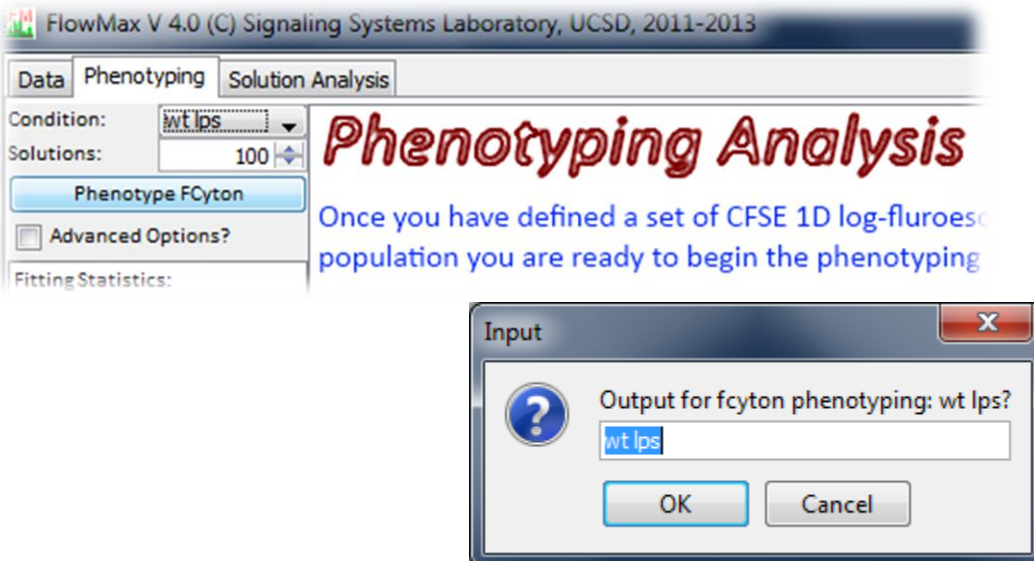 FlowMax V 4.0 (C) Signaling Systems Laboratory, UCSD, 2011-2013
Data Phenotyping Solution Analysis
Condition: wt lps
Solutions: 100
Phenotype FCyton
Advanced Options?
Fitting Statistics:
Phenotyping Analysis
Once you have defined a set of CFSE 1D log-fluroesc
population you are ready to begin the phenotyping
Input
Output for fcyton phenotyping: wt lps?
wt lps
OK Cancel